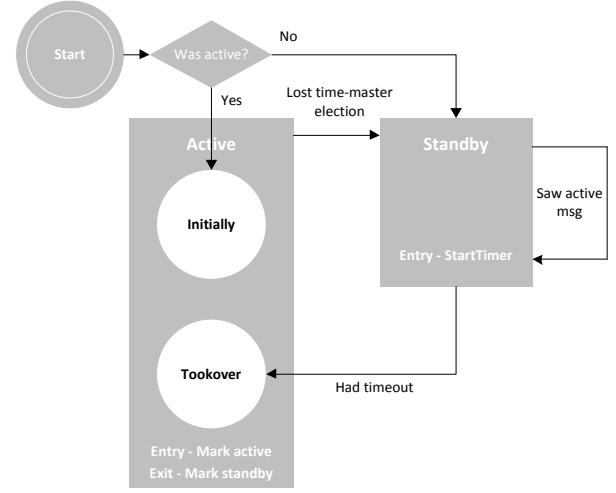 Start
Was active?
No
Yes
Lost time-master
election
Active
Standby
Initially
Saw active
msg
Entry - StartTimer
Tookover
Had timeout
Entry - Mark active
Exit - Mark standby